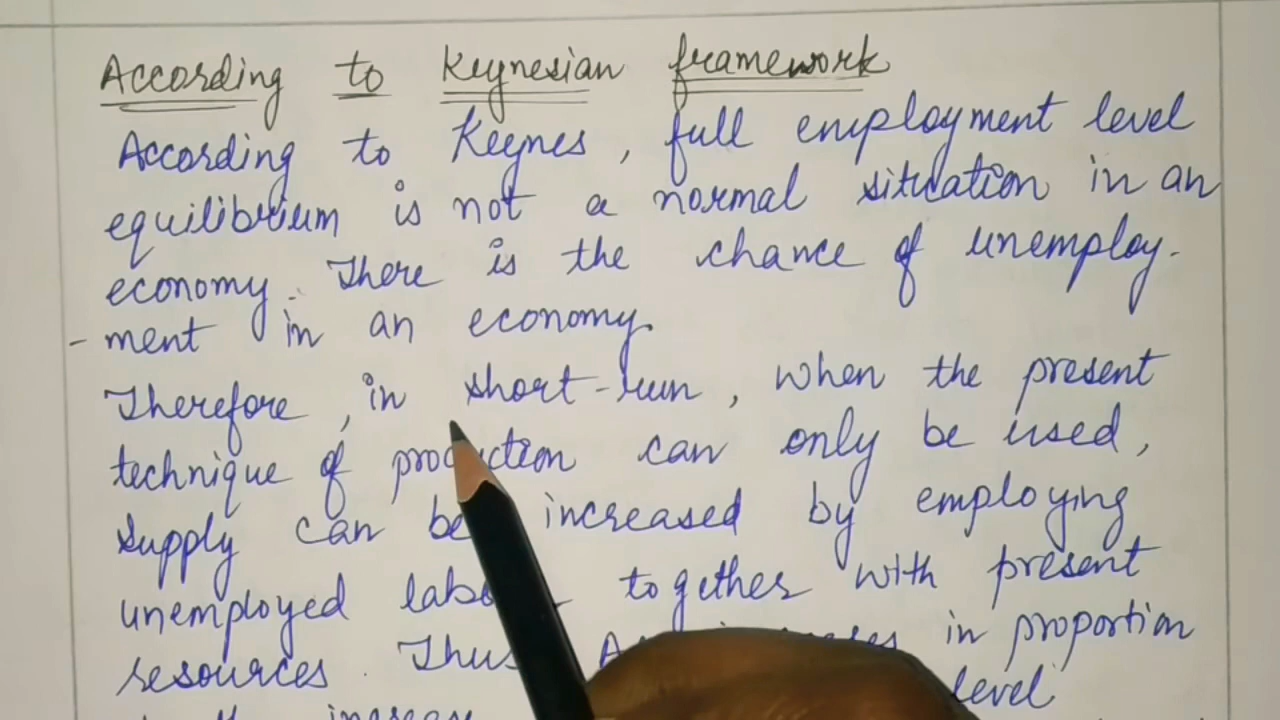 According to Keynesian framework
According to Keynes, full employment level
equilibrium is not a normal situation in an
economy. There is the chance of unemploy-
-ment in an economy.
Therefore, in short-run, when the present
technique of production can only be used,
supply can be increased by employing
unemployed together with present
resources. Thus in proportion
increase level